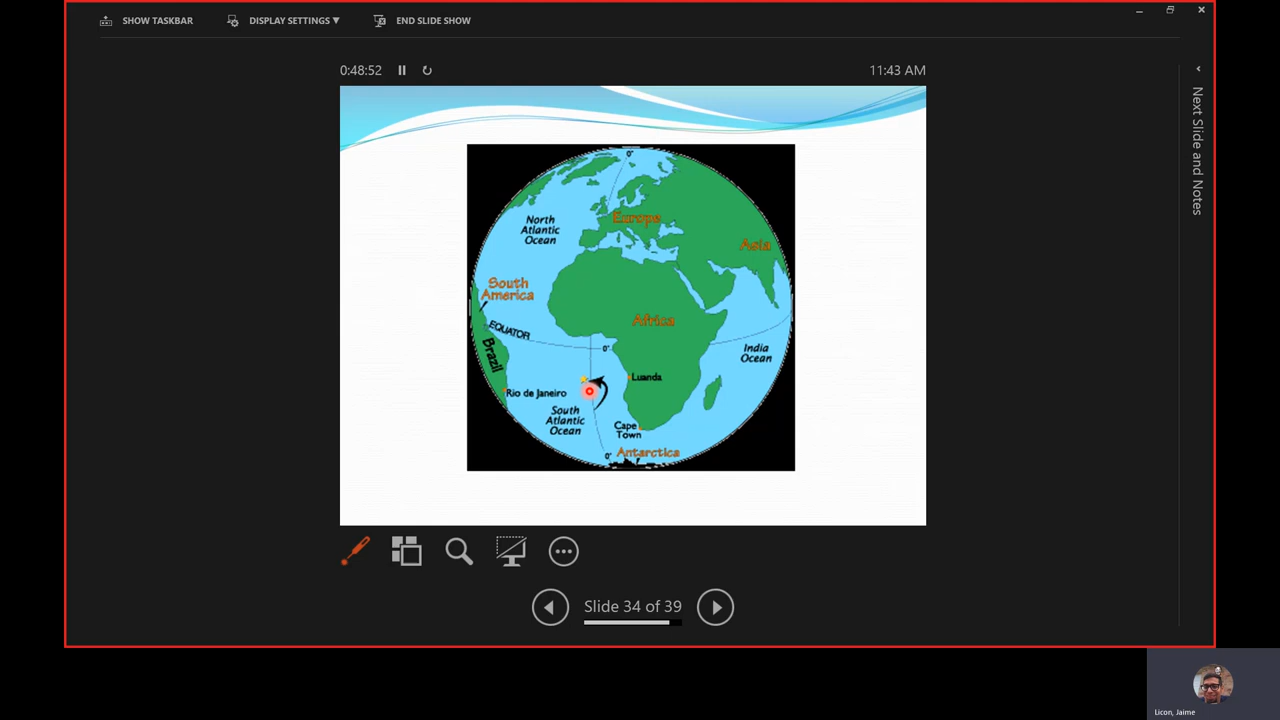 SHOW TASKBAR
DISPLAY SETTINGS ▼
END SLIDE SHOW
0:48:52
11:43 AM
Next Slide and Notes
0°
North
Atlantic
Ocean
Europe
Asia
South
America
EQUATOR
Africa
Brazil
0°
India
Ocean
Luanda
Rio de Janeiro
South
Atlantic
Ocean
Cape
Town
0°
Antarctica
Slide 34 of 39
Licon, Jaime